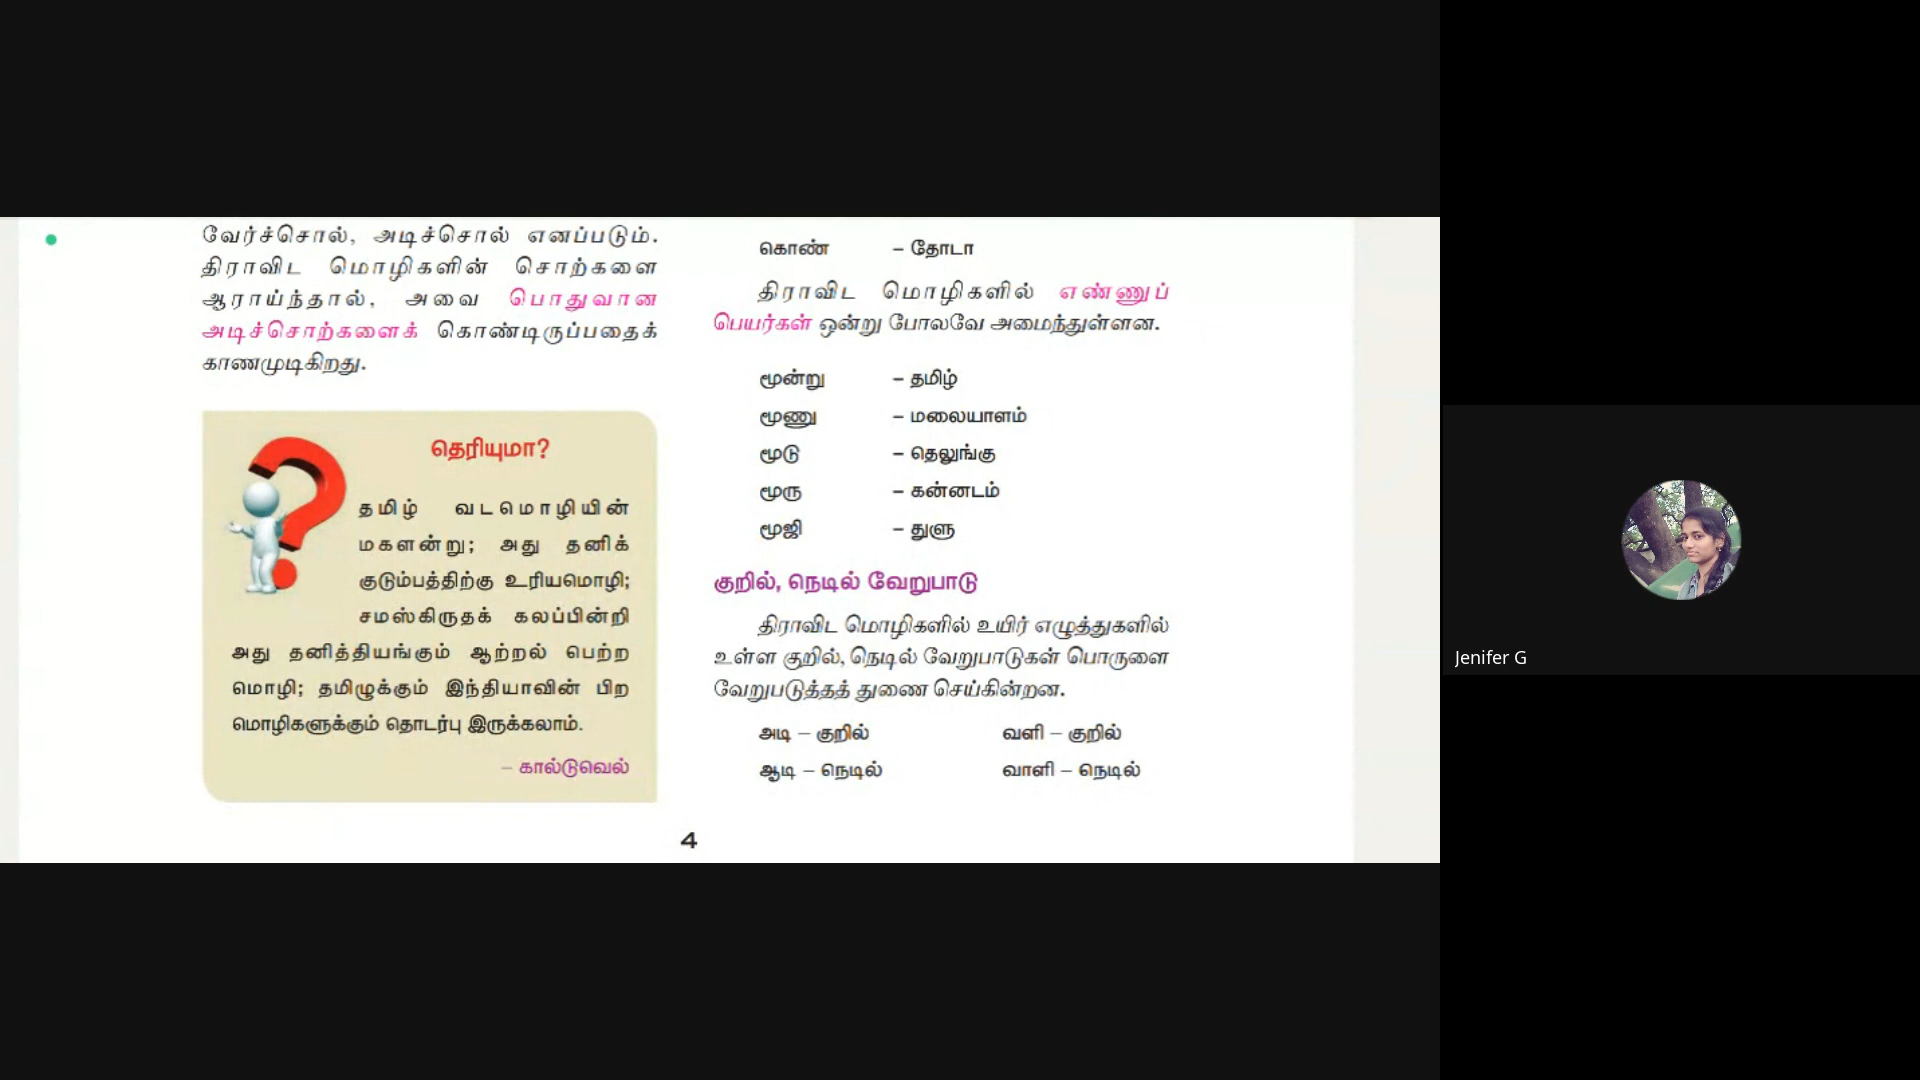 வேர்ச்சொல், அடிச்சொல் எனப்படும்.
திராவிட மொழிகளின் சொற்களை
ஆராய்ந்தால், அவை பொதுவான
அடிச்சொற்களைக் கொண்டிருப்பதைக்
காணமுடிகிறது.
தெரியுமா?
தமிழ் வடமொழியின்
மகளன்று; அது தனிக்
குடும்பத்திற்கு உரியமொழி;
சமஸ்கிருதக் கலப்பின்றி
அது தனித்தியங்கும் ஆற்றல் பெற்ற
மொழி; தமிழுக்கும் இந்தியாவின் பிற
மொழிகளுக்கும் தொடர்பு இருக்கலாம்.
– கால்டுவெல்
கொண் – தோடா
திராவிட மொழிகளில் எண்ணுப்
பெயர்கள் ஒன்று போலவே அமைந்துள்ளன.
மூன்று – தமிழ்
மூணு – மலையாளம்
மூடு – தெலுங்கு
மூரு – கன்னடம்
மூஜி – துளு
குறில், நெடில் வேறுபாடு
திராவிட மொழிகளில் உயிர் எழுத்துகளில்
உள்ள குறில், நெடில் வேறுபாடுகள் பொருளை
வேறுபடுத்தத் துணை செய்கின்றன.
அடி – குறில் வளி – குறில்
ஆடி – நெடில் வாளி – நெடில்
4
Jenifer G